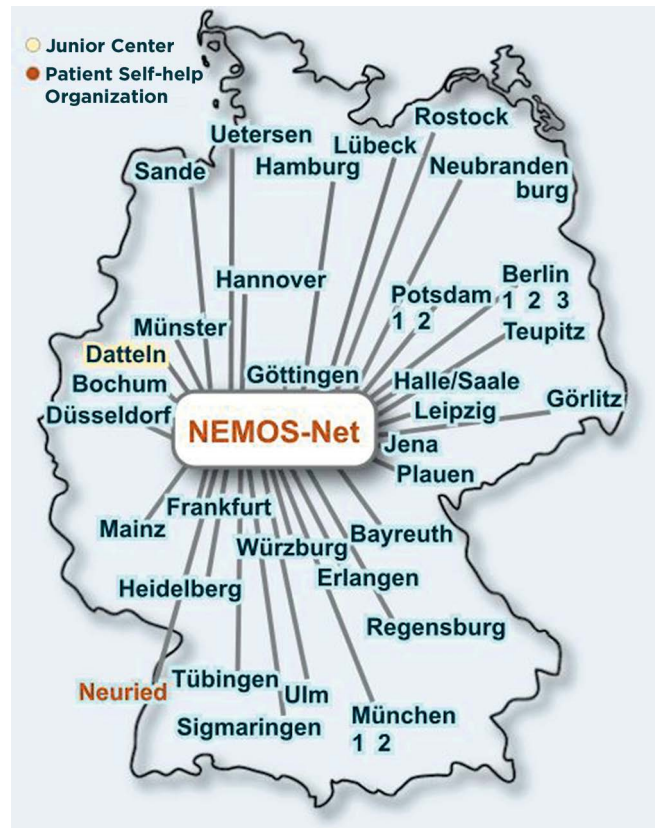 Junior Center
Patient Self-help
Organization
Rostock
Uetersen
Lübeck
Hamburg
Neubranden
burg
Sande
Berlin
1 2 3
Hannover
Potsdam
1 2
Münster
Teupitz
Datteln
Göttingen
Bochum
Halle/Saale
Görlitz
Düsseldorf
Leipzig
NEMOS-Net
Jena
Plauen
Frankfurt
Mainz
Bayreuth
Würzburg
Erlangen
Heidelberg
Regensburg
Neuried
Tübingen
Ulm
Sigmaringen
München
1 2